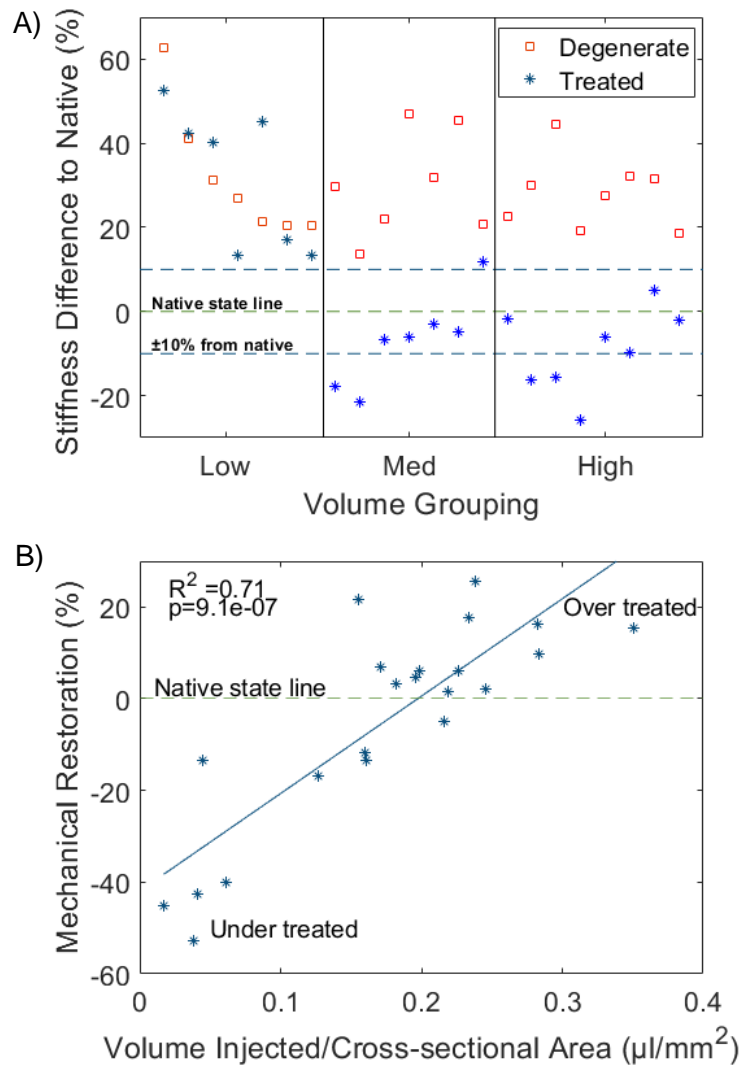 A)
Stiffness Difference to Native (%)
60
40
20
0
-20
Degenerate
Treated
Native state line
±10% from native
Low Med High
Volume Grouping
B)
Mechanical Restoration (%)
20
0
-20
-40
-60
R² =0.71
p=9.1e-07
Over treated
Native state line
Under treated
0 0.1 0.2 0.3 0.4
Volume Injected/Cross-sectional Area (μl/mm²)